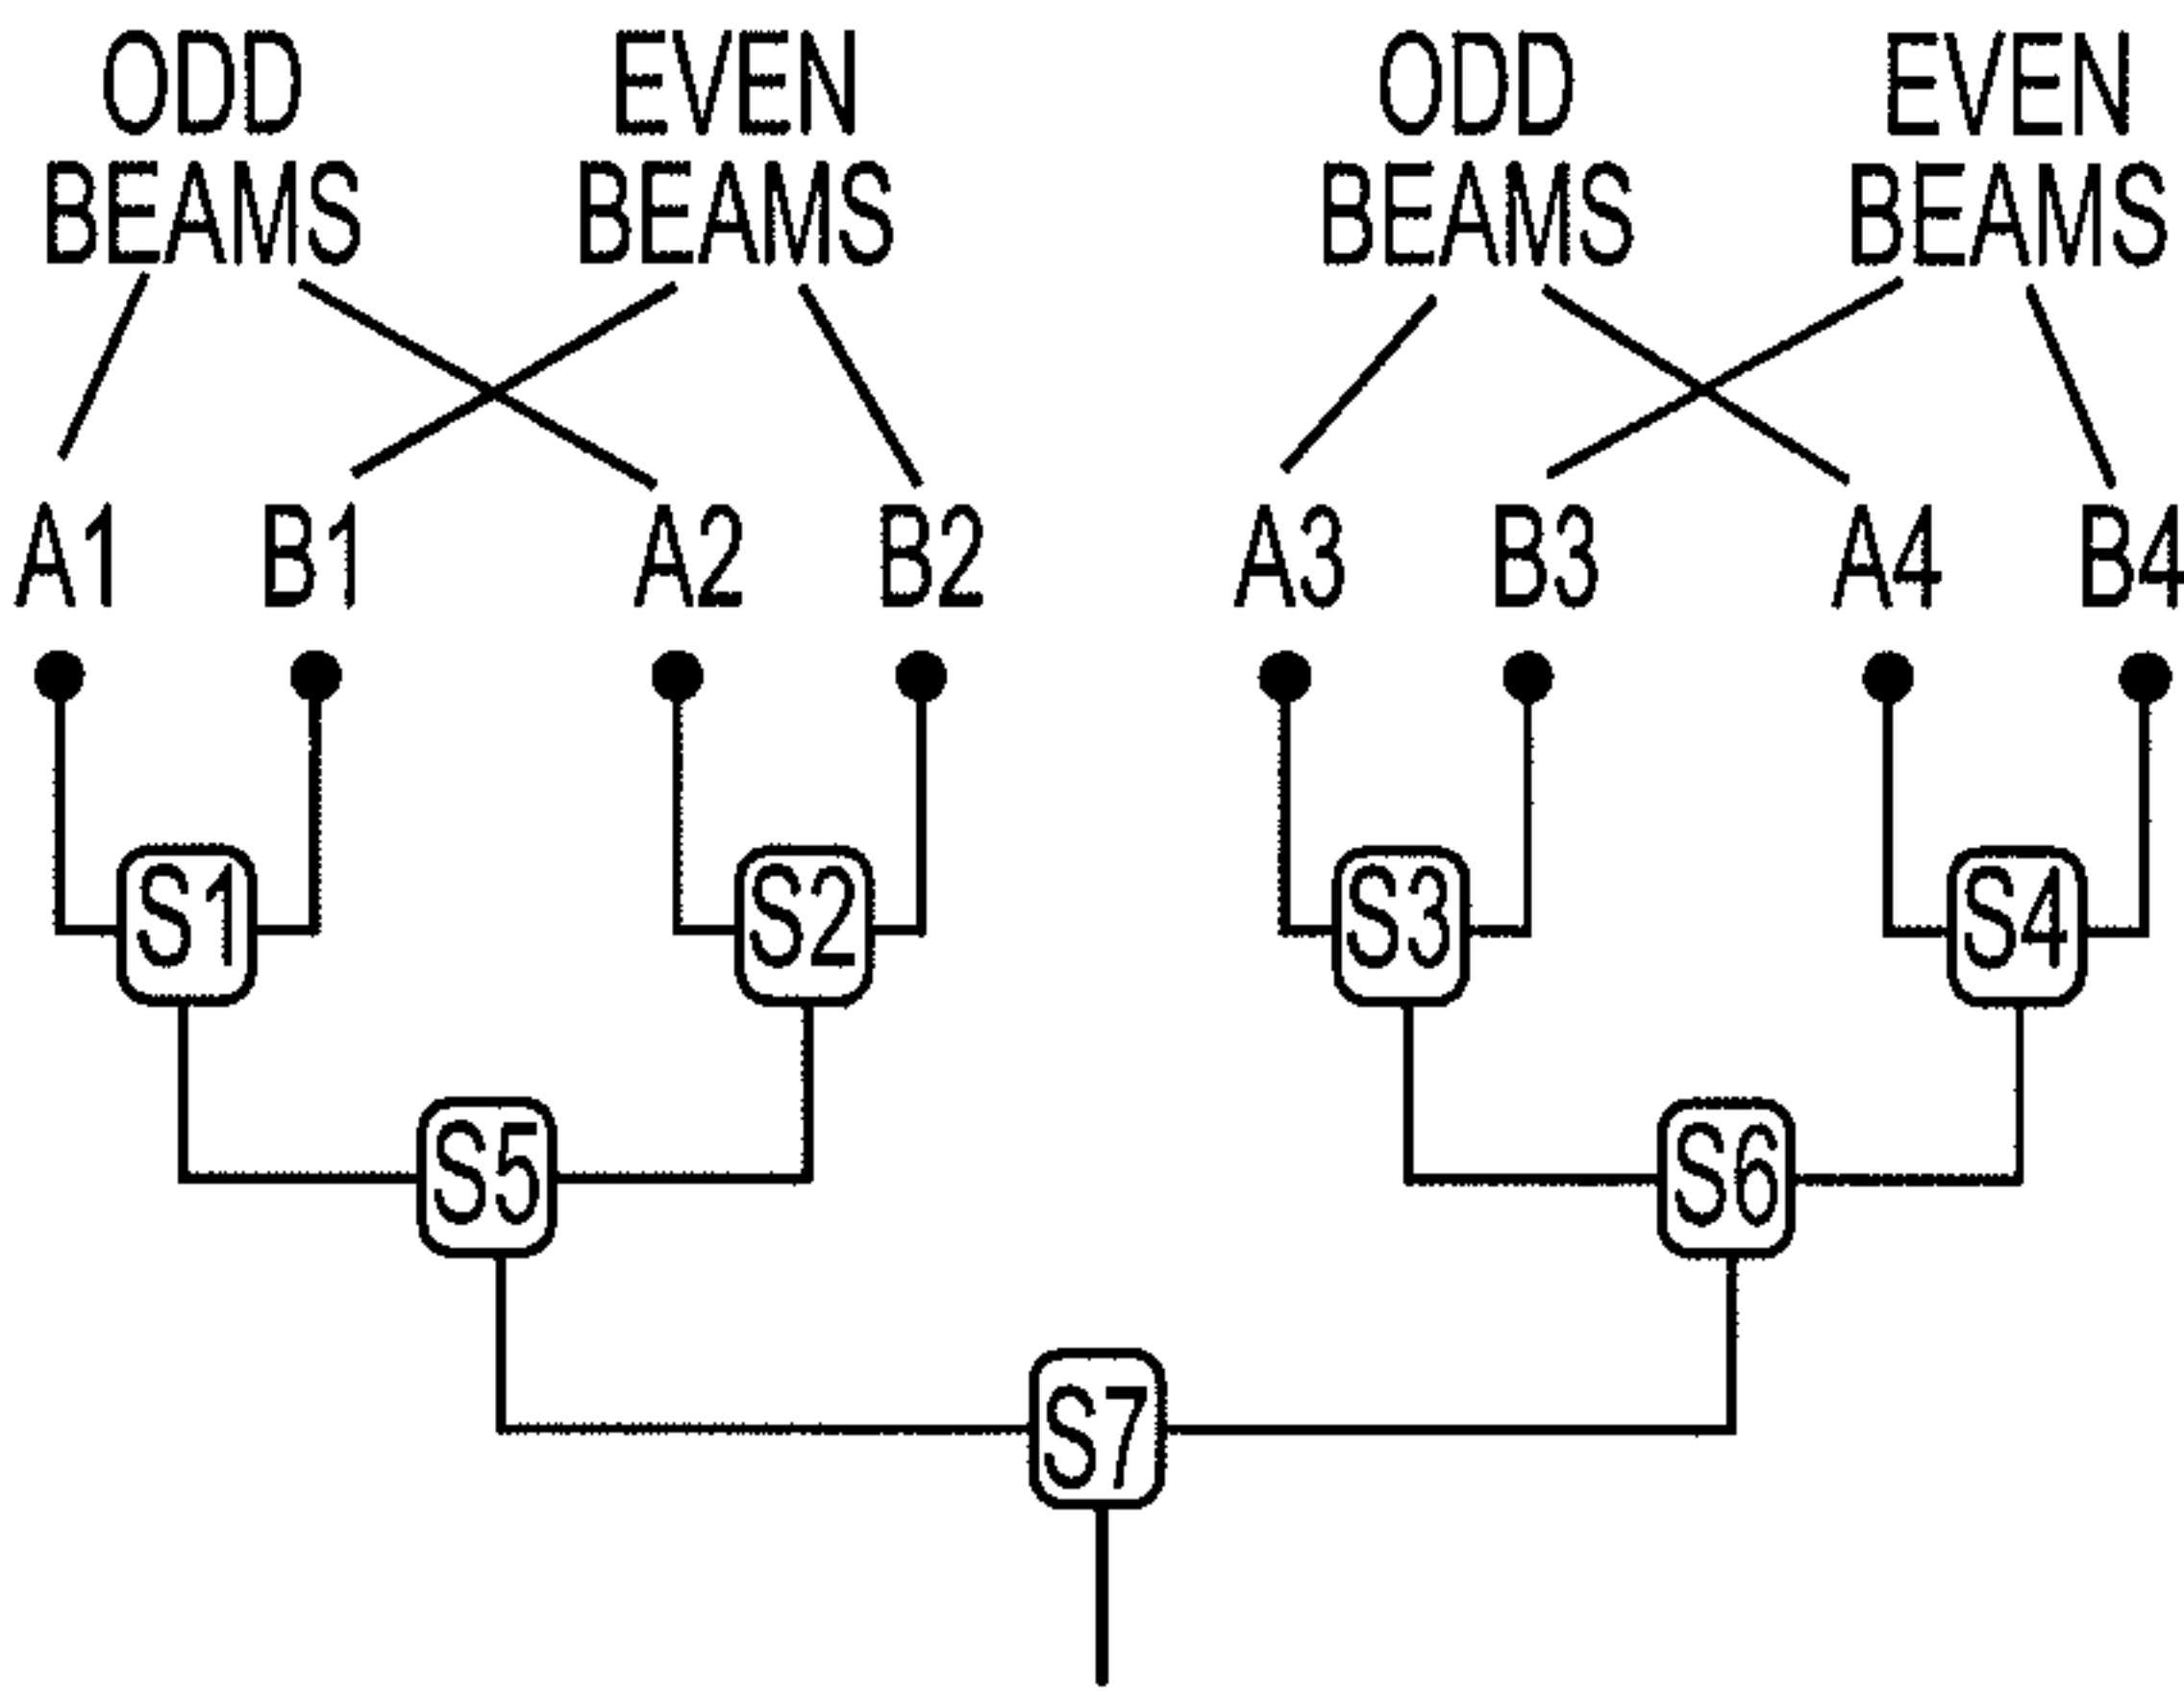 ODD EVEN ODD EVEN
BEAMS BEAMS BEAMS BEAMS
A1 B1 A2 B2 A3 B3 A4 B4
S1 S2 S3 S4
S5 S6
S7